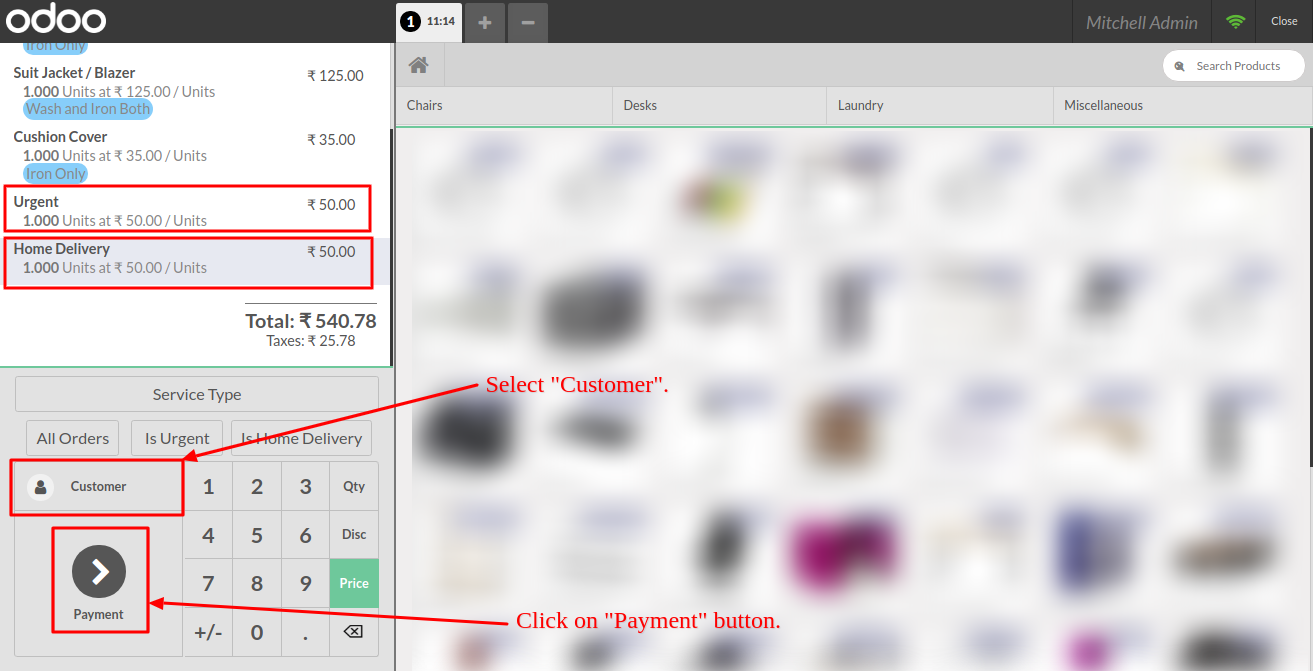 odoo
1 11:14 + −
Mitchell Admin
Close
Iron Only
Suit Jacket / Blazer ₹ 125.00
1.000 Units at ₹ 125.00 / Units
Wash and Iron Both
Cushion Cover ₹ 35.00
1.000 Units at ₹ 35.00 / Units
Iron Only
Urgent ₹ 50.00
1.000 Units at ₹ 50.00 / Units
Home Delivery ₹ 50.00
1.000 Units at ₹ 50.00 / Units
Total: ₹ 540.78
Taxes: ₹ 25.78
Search Products
Chairs Desks Laundry Miscellaneous
Select "Customer".
Service Type
All Orders Is Urgent Is Home Delivery
Customer
1 2 3 Qty
4 5 6 Disc
7 8 9 Price
+/- 0 .
Payment
Click on "Payment" button.